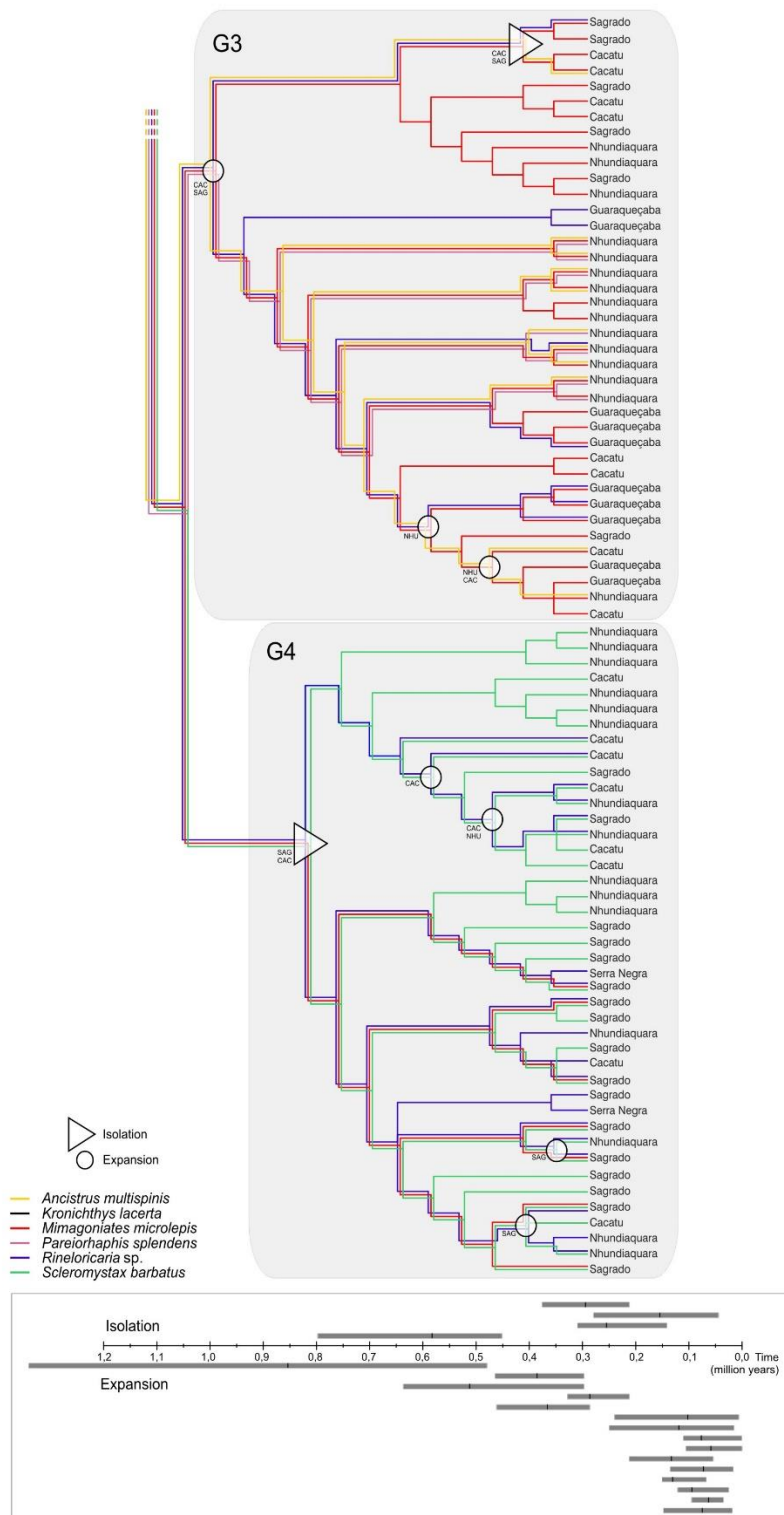 G3
Sagrado
Sagrado
CAC
SAG
Cacatu
Cacatu
Sagrado
Cacatu
Cacatu
Sagrado
Nhundiaquara
Nhundiaquara
Sagrado
CAC
SAG
Nhundiaquara
Guaraqueçaba
Guaraqueçaba
Nhundiaquara
Nhundiaquara
Nhundiaquara
Nhundiaquara
Nhundiaquara
Nhundiaquara
Nhundiaquara
Nhundiaquara
Nhundiaquara
Nhundiaquara
Nhundiaquara
Guaraqueçaba
Guaraqueçaba
Guaraqueçaba
Cacatu
Cacatu
Guaraqueçaba
Guaraqueçaba
Guaraqueçaba
NHU
Sagrado
Cacatu
Guaraqueçaba
NHU
CAC
Guaraqueçaba
Nhundiaquara
Cacatu
G4
Nhundiaquara
Nhundiaquara
Nhundiaquara
Cacatu
Nhundiaquara
Nhundiaquara
Nhundiaquara
Cacatu
Cacatu
Sagrado
CAC
Cacatu
Nhundiaquara
Sagrado
CAC
NHU
Nhundiaquara
Cacatu
SAG
CAC
Cacatu
Nhundiaquara
Nhundiaquara
Nhundiaquara
Sagrado
Sagrado
Sagrado
Serra Negra
Sagrado
Sagrado
Sagrado
Nhundiaquara
Sagrado
Cacatu
Sagrado
Sagrado
Serra Negra
Sagrado
Nhundiaquara
SAG
Sagrado
Sagrado
Sagrado
Sagrado
Cacatu
SAG
Nhundiaquara
Nhundiaquara
Sagrado
Isolation
Expansion
Ancistrus multispinis
Kronichthys lacerta
Mimagoniates microlepis
Pareiorhaphis splendens
Rineloricaria sp.
Scleromystax barbatus
Isolation
1,2 1,1 1,0 0,9 0,8 0,7 0,6 0,5 0,4 0,3 0,2 0,1 0,0 Time
(million years)
Expansion